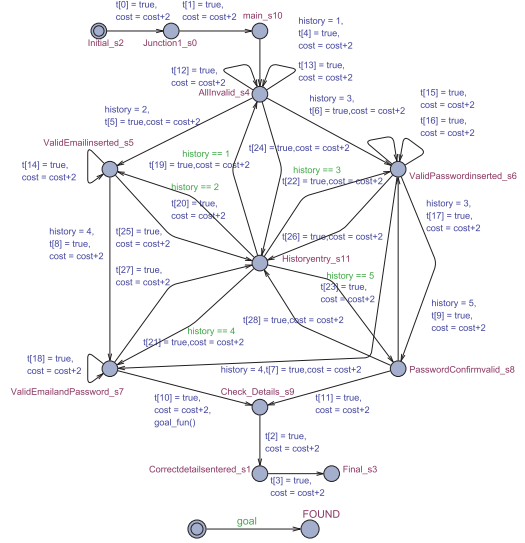 t[0] = true,
cost = cost+2
t[1] = true,
cost = cost+2
main_s10
Initial_s2
Junction1_s0
history = 1,
t[4] = true,
cost = cost+2
t[12] = true,
cost = cost+2
t[13] = true,
cost = cost+2
AllInvalid_s4
t[15] = true,
cost = cost+2
t[16] = true,
cost = cost+2
history = 2,
t[5] = true,cost = cost+2
history = 3,
t[6] = true,cost = cost+2
ValidEmailinserted_s5
t[14] = true,
cost = cost+2
history == 1
t[19] = true,cost = cost+2
t[24] = true,cost = cost+2
history == 3
t[22] = true,cost = cost+2
ValidPasswordinserted_s6
history == 2
t[20] = true,
cost = cost+2
history = 3,
t[17] = true,
cost = cost+2
history = 4,
t[8] = true,
cost = cost+2
t[25] = true,
cost = cost+2
t[26] = true,cost = cost+2
Historyentry_s11
t[27] = true,
cost = cost+2
history == 5
t[23] = true,
cost = cost+2
history = 5,
t[9] = true,
cost = cost+2
history == 4
t[21] = true,cost = cost+2
t[28] = true,cost = cost+2
t[18] = true,
cost = cost+2
history = 4,t[7] = true,cost = cost+2
PasswordConfirmvalid_s8
ValidEmailandPassword_s7
Check_Details_s9
t[10] = true,
cost = cost+2,
goal_fun()
t[11] = true,
cost = cost+2
t[2] = true,
cost = cost+2
Correctdetailsentered_s1
Final_s3
t[3] = true,
cost = cost+2
goal
FOUND